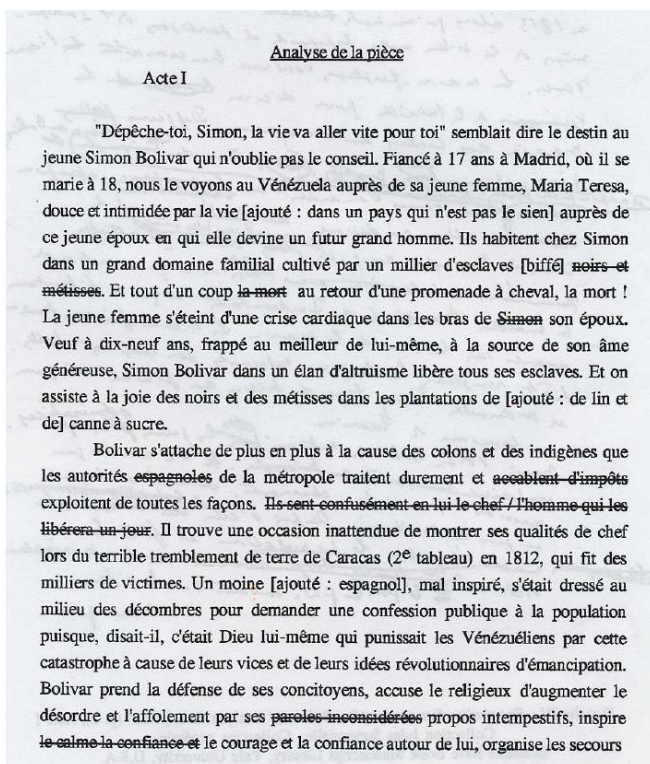 Analyse de la pièce
Acte I
"Dépêche-toi, Simon, la vie va aller vite pour toi" semblait dire le destin au
jeune Simon Bolivar qui n'oublie pas le conseil. Fiancé à 17 ans à Madrid, où il se
marie à 18, nous le voyons au Vénézuela auprès de sa jeune femme, Maria Teresa,
douce et intimidée par la vie [ajouté : dans un pays qui n'est pas le sien] auprès de
ce jeune époux en qui elle devine un futur grand homme. Ils habitent chez Simon
dans un grand domaine familial cultivé par un millier d'esclaves [biffé] noirs et
métisses. Et tout d'un coup la mort au retour d'une promenade à cheval, la mort !
La jeune femme s'éteint d'une crise cardiaque dans les bras de Simon son époux.
Veuf à dix-neuf ans, frappé au meilleur de lui-même, à la source de son âme
généreuse, Simon Bolivar dans un élan d'altruisme libère tous ses esclaves. Et on
assiste à la joie des noirs et des métisses dans les plantations de [ajouté : de lin et
de] canne à sucre.
Bolivar s'attache de plus en plus à la cause des colons et des indigènes que
les autorités espagnoles de la métropole traitent durement et accablent d'impôts
exploitent de toutes les façons. Ils sent confusément en lui le chef / l'homme qui les
libérera un jour. Il trouve une occasion inattendue de montrer ses qualités de chef
lors du terrible tremblement de terre de Caracas (2e tableau) en 1812, qui fit des
milliers de victimes. Un moine [ajouté : espagnol], mal inspiré, s'était dressé au
milieu des décombres pour demander une confession publique à la population
puisque, disait-il, c'était Dieu lui-même qui punissait les Vénézuéliens par cette
catastrophe à cause de leurs vices et de leurs idées révolutionnaires d'émancipation.
Bolivar prend la défense de ses concitoyens, accuse le religieux d'augmenter le
désordre et l'affolement par ses paroles inconsidérées propos intempestifs, inspire
le calme la confiance et le courage et la confiance autour de lui, organise les secours